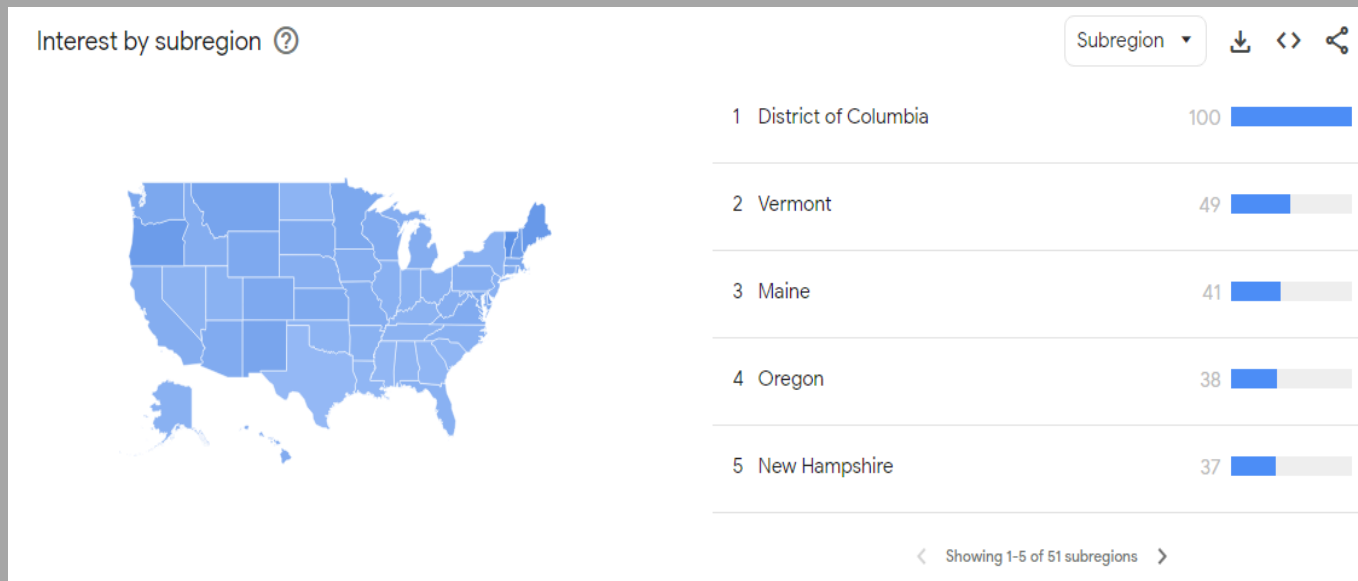 Interest by subregion ?
Subregion
1 District of Columbia 100
2 Vermont 49
3 Maine 41
4 Oregon 38
5 New Hampshire 37
Showing 1-5 of 51 subregions